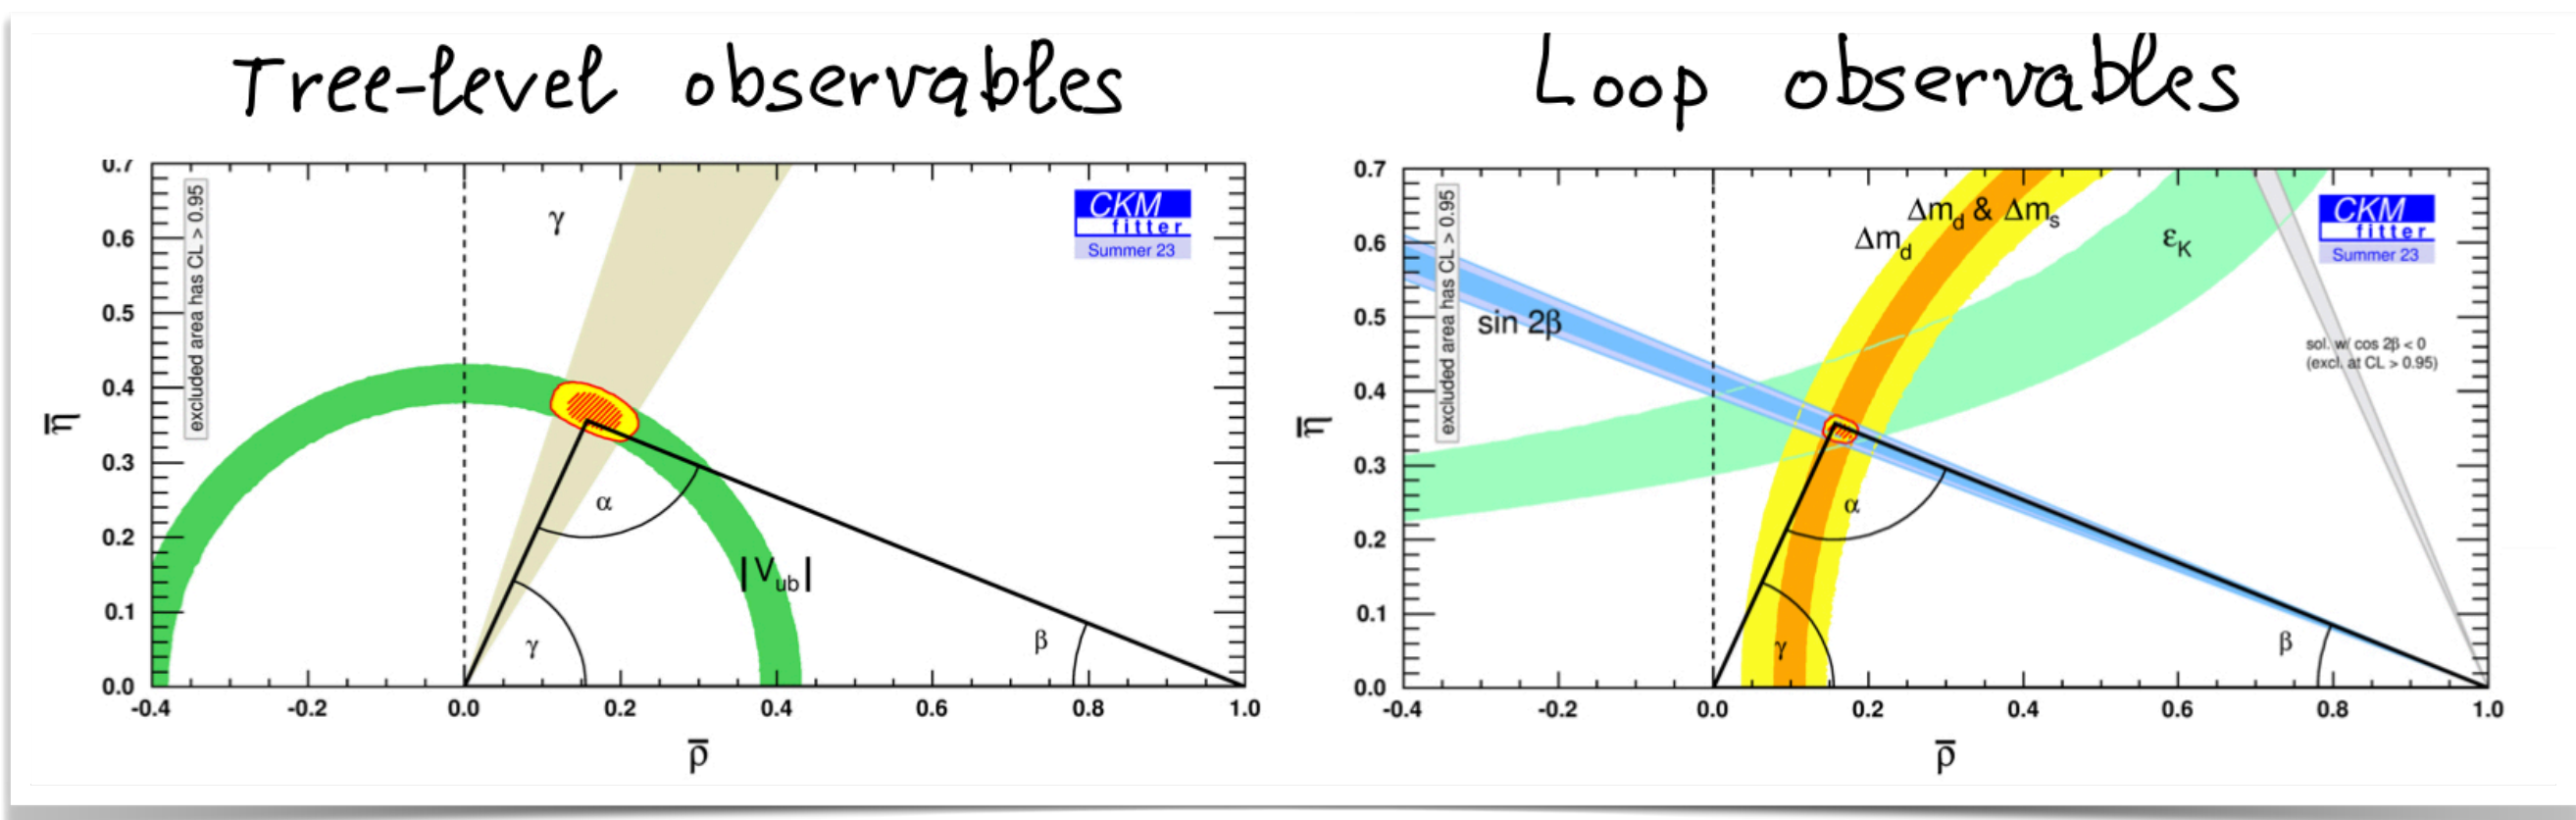 Tree-level observables
Loop observables
0.7
0.6
0.5
0.4
0.3
0.2
0.1
0.0
-0.4
-0.2
0.0
0.2
0.4
0.6
0.8
1.0
η̅
ρ̅
excluded area has CL > 0.95
γ
CKM
fitter
Summer 23
α
|V_ub|
γ
β
0.7
0.6
0.5
0.4
0.3
0.2
0.1
0.0
-0.4
-0.2
0.0
0.2
0.4
0.6
0.8
1.0
η̅
ρ̅
excluded area has CL > 0.95
Δm_d & Δm_s
Δm_d
ε_K
CKM
fitter
Summer 23
sin 2β
sol. w/ cos 2β < 0
(excl. at CL > 0.95)
α
γ
β